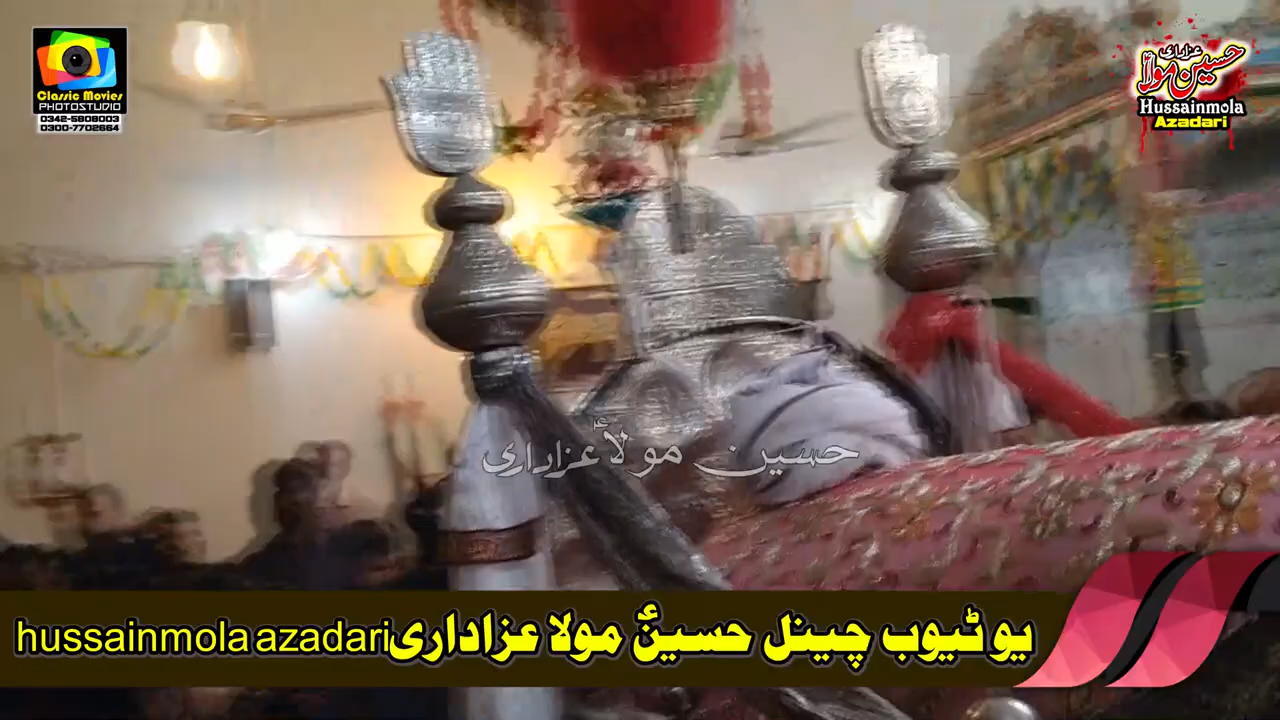 Classic Movies
PHOTOSTUDIO
0342-5808003
0300-7702664
عزاداری
حسین مولا
Hussainmola
Azadari
حسین مولاؑ عزاداری
یوٹیوب چینل حسینؑ مولا عزاداری hussainmola azadari